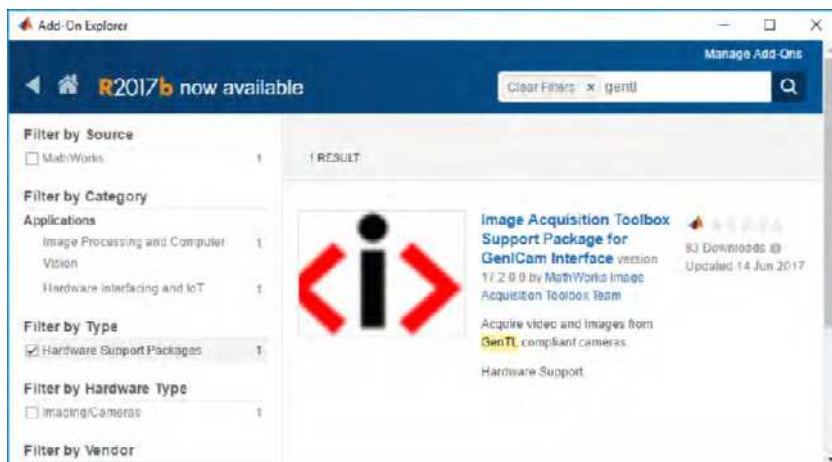 Add-On Explorer
Manage Add-Ons
R2017b now available
Clear Filters × gentl
Filter by Source
MathWorks 1
1 RESULT
Filter by Category
Applications
Image Processing and Computer Vision 1
Hardware Interfacing and IoT 1
Filter by Type
Hardware Support Packages 1
Filter by Hardware Type
Imaging/Cameras 1
Filter by Vendor
<i>
Image Acquisition Toolbox
Support Package for
GenICam Interface version
17.2.0.0 by MathWorks Image
Acquisition Toolbox Team
Acquire video and images from
GenTL compliant cameras
Hardware Support
83 Downloads
Updated 14 Jun 2017